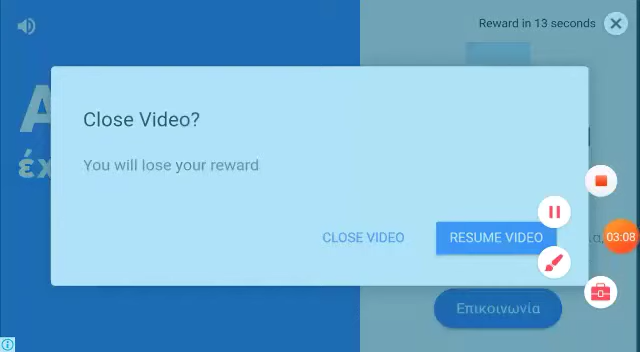 Reward in 13 seconds
Close Video?
You will lose your reward
CLOSE VIDEO
RESUME VIDEO
03:08
Επικοινωνία